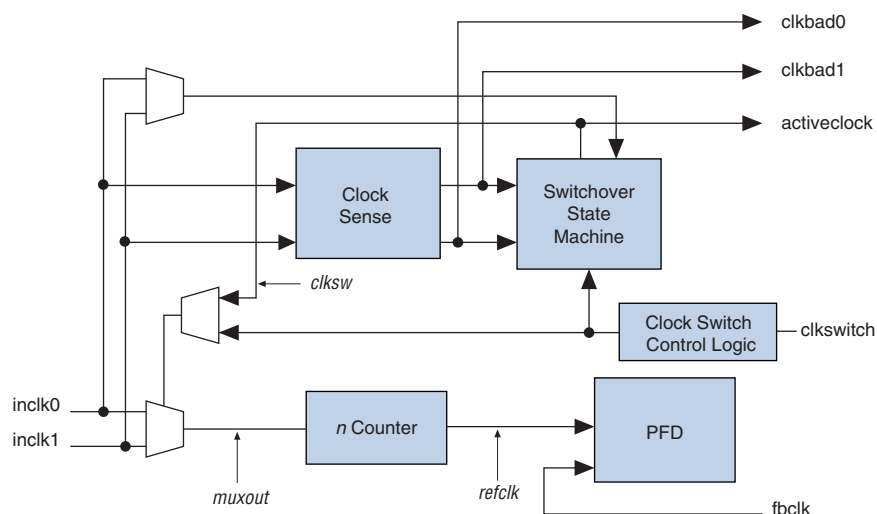 clkbad0
clkbad1
activeclock
Clock
Sense
Switchover
State
Machine
clksw
Clock Switch
Control Logic
clkswitch
inclk0
inclk1
n Counter
PFD
muxout
refclk
fbclk